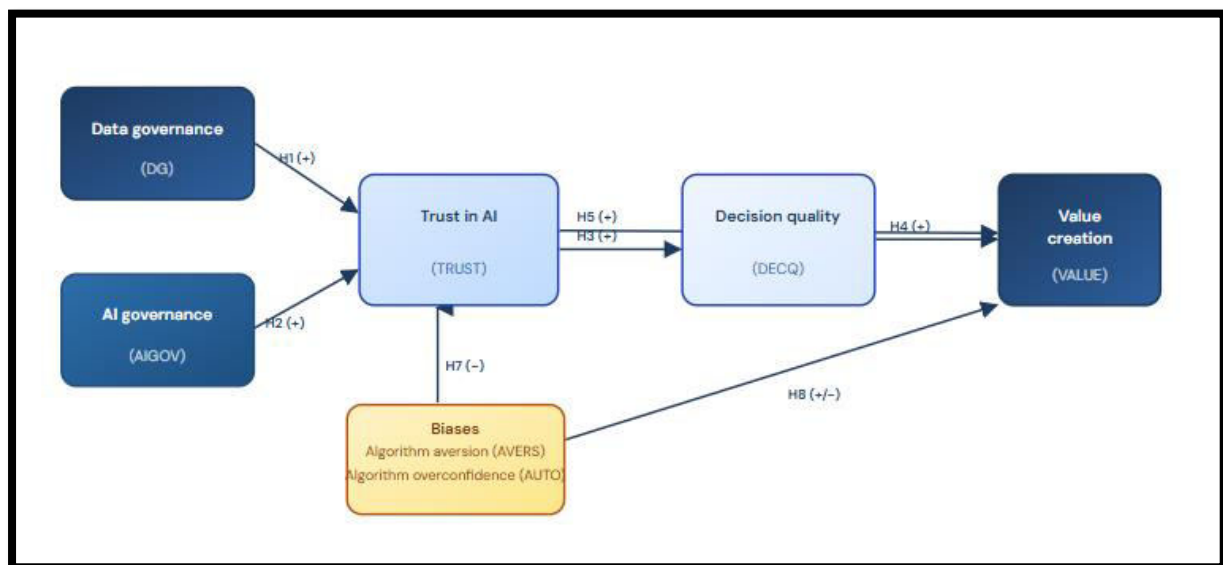 Data governance
(DG)
H1 (+)
AI governance
(AIGOV)
H2 (+)
Trust in AI
(TRUST)
H5 (+)
H3 (+)
Decision quality
(DECQ)
H4 (+)
Value
creation
(VALUE)
H7 (-)
H8 (+/-)
Biases
Algorithm aversion (AVERS)
Algorithm overconfidence (AUTO)